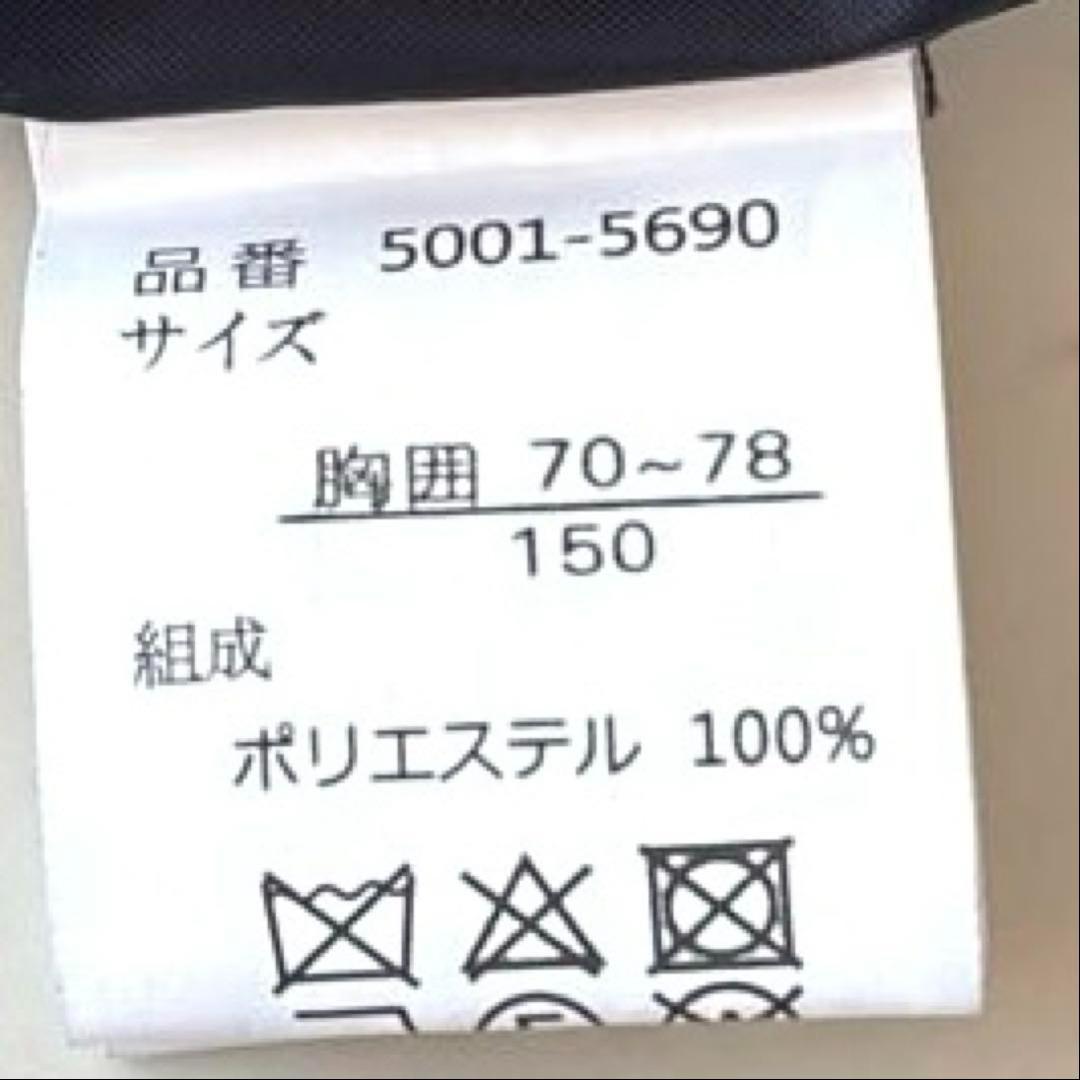 品番 5001-5690
サイズ
胸囲 70~78
150
組成
ポリエステル 100%